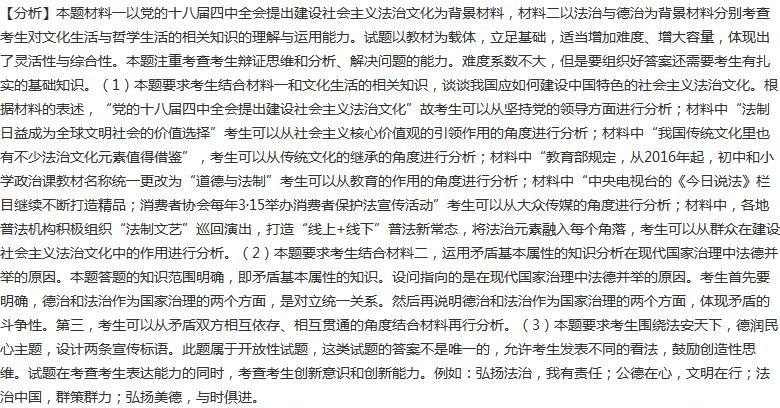 【分析】本题材料一以党的十八届四中全会提出建设社会主义法治文化为背景材料，材料二以法治与德治为背景材料分别考查
考生对文化生活与哲学生活的相关知识的理解与运用能力。试题以教材为载体，立足基础，适当增加难度、增大容量，体现出
了灵活性与综合性。本题注重考查考生辩证思维和分析、解决问题的能力。难度系数不大，但是要组织好答案还需要考生有扎
实的基础知识。（1）本题要求考生结合材料一和文化生活的相关知识，谈谈我国应如何建设中国特色的社会主义法治文化。根
据材料的表述，“党的十八届四中全会提出建设社会主义法治文化”故考生可以从坚持党的领导方面进行分析；材料中“法制
日益成为全球文明社会的价值选择”考生可以从社会主义核心价值观的引领作用的角度进行分析；材料中“我国传统文化里也
有不少法治文化元素值得借鉴”，考生可以从传统文化的继承的角度进行分析；材料中“教育部规定，从2016年起，初中和小
学政治课教材名称统一更改为“道德与法制”考生可以从教育的作用的角度进行分析；材料中“中央电视台的《今日说法》栏
目继续不断打造精品；消费者协会每年3·15举办消费者保护法宣传活动”考生可以从大众传媒的角度进行分析；材料中，各地
普法机构积极组织“法制文艺”巡回演出，打造“线上+线下”普法新常态，将法治元素融入每个角落，考生可以从群众在建设
社会主义法治文化中的作用进行分析。（2）本题要求考生结合材料二，运用矛盾基本属性的知识分析在现代国家治理中法德并
举的原因。本题答题的知识范围明确，即矛盾基本属性的知识。设问指向的是在现代国家治理中法德并举的原因。考生首先要
明确，德治和法治作为国家治理的两个方面，是对立统一关系。然后再说明德治和法治作为国家治理的两个方面，体现矛盾的
斗争性。第三，考生可以从矛盾双方相互依存、相互贯通的角度结合材料再行分析。（3）本题要求考生围绕法安天下，德润民
心主题，设计两条宣传标语。此题属于开放性试题，这类试题的答案不是唯一的，允许考生发表不同的看法，鼓励创造性思
维。试题在考查考生表达能力的同时，考查考生创新意识和创新能力。例如：弘扬法治，我有责任；公德在心，文明在行；法
治中国，群策群力；弘扬美德，与时俱进。